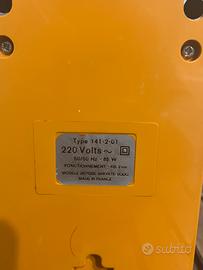 Type 141·2·01
220 Volts ~
50/60 Hz - 85 W
FONCTIONNEMENT
MADE IN FRANCE
subito